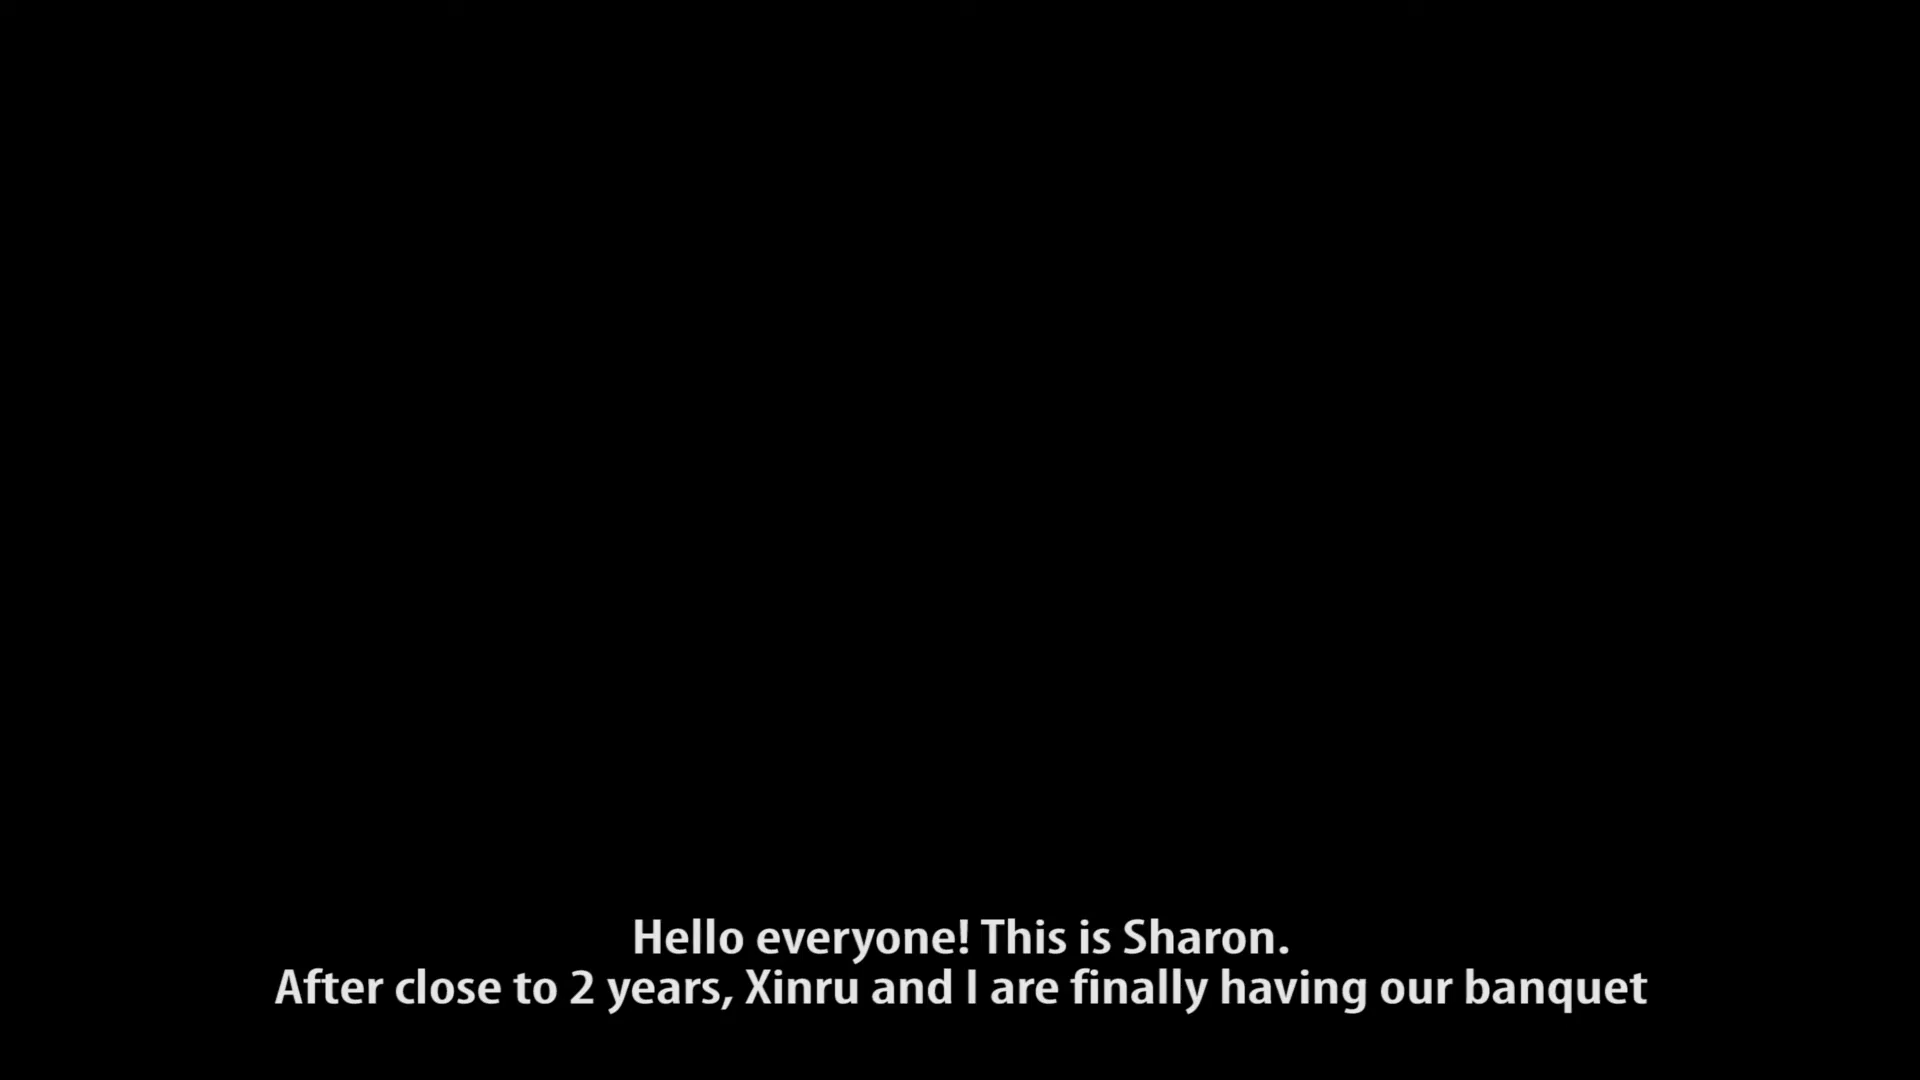 Hello everyone! This is Sharon.
After close to 2 years, Xinru and I are finally having our banquet